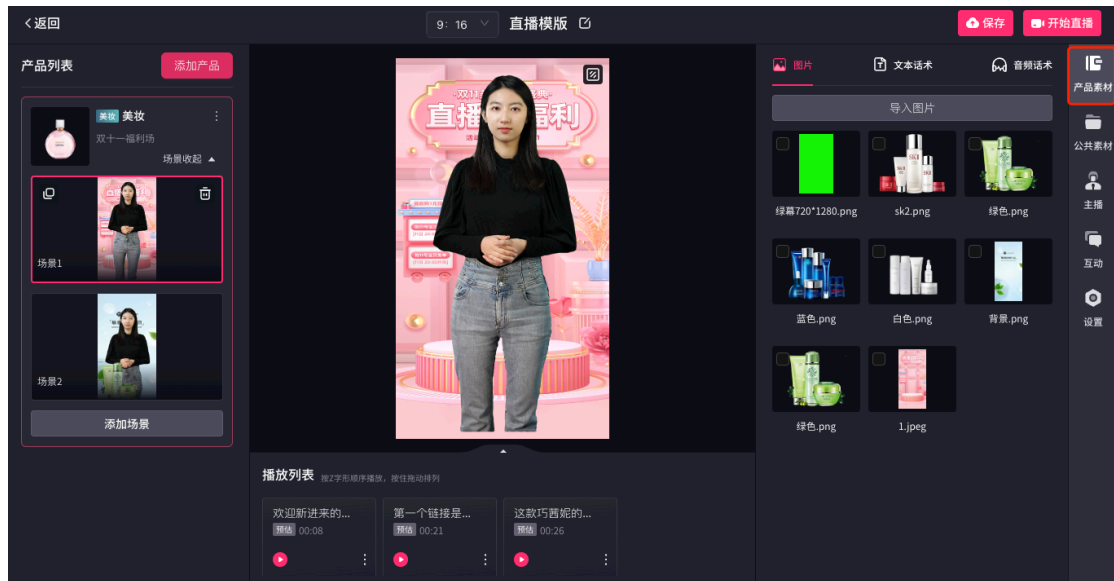 返回
9: 16
直播模版
保存
开始直播
产品列表
添加产品
美妆 美妆
双十一福利场
场景收起
场景1
场景2
添加场景
播放列表 按Z字形顺序播放，按住拖动排列
欢迎新进来的...
预估 00:08
第一个链接是...
预估 00:21
这款巧茜妮的...
预估 00:26
图片
文本话术
音频话术
导入图片
绿幕720*1280.png
sk2.png
绿色.png
蓝色.png
白色.png
背景.png
绿色.png
1.jpeg
产品素材
公共素材
主播
互动
设置